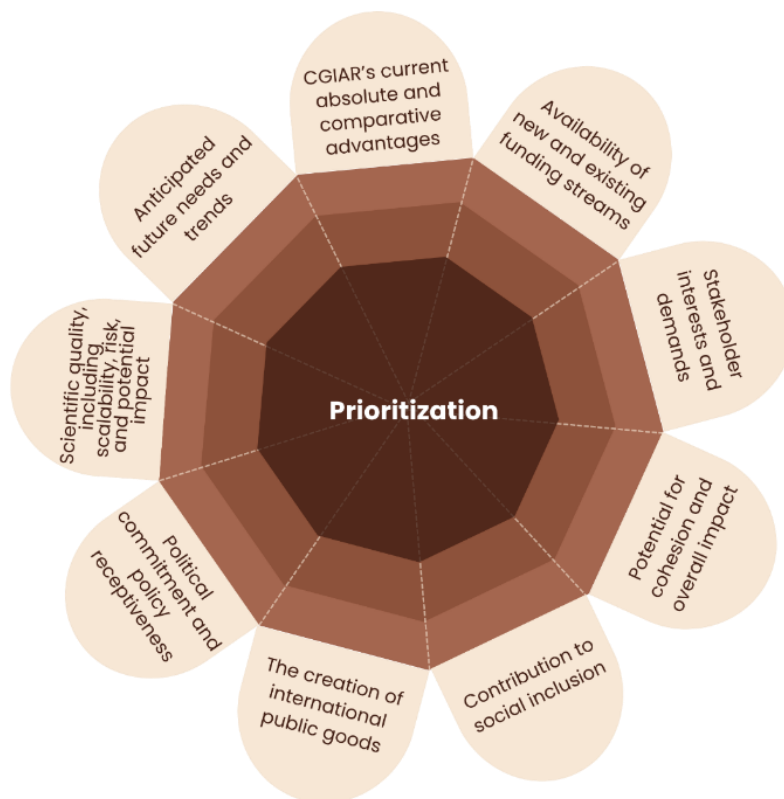 CGIAR's current
absolute and
comparative
advantages
Availability of
new and existing
funding streams
Stakeholder
interests and
demands
Potential for
cohesion and
overall impact
Contribution to
social inclusion
The creation of
international
public goods
Political
commitment and
policy
receptiveness
Scientific quality,
including
scalability, risk,
and potential
impact
Anticipated
future needs and
trends
Prioritization